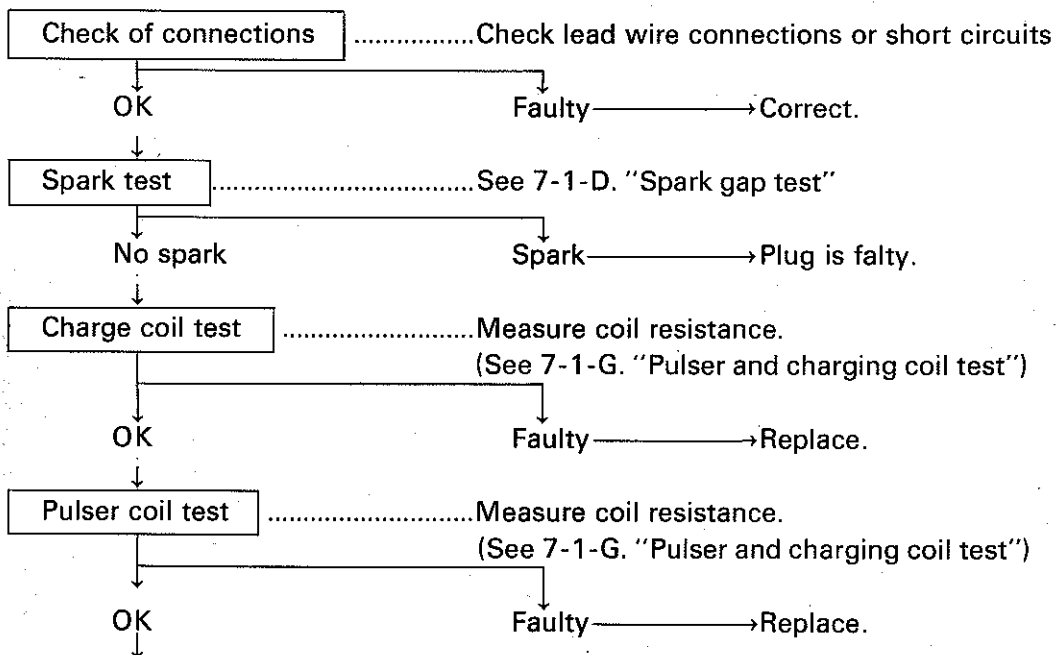 Check of connections .................Check lead wire connections or short circuits
OK Faulty Correct.
Spark test ..................................See 7-1-D. "Spark gap test"
No spark Spark Plug is falty.
Charge coil test ........................Measure coil resistance.
(See 7-1-G. "Pulser and charging coil test")
OK Faulty Replace.
Pulser coil test ..........................Measure coil resistance.
(See 7-1-G. "Pulser and charging coil test")
OK Faulty Replace.